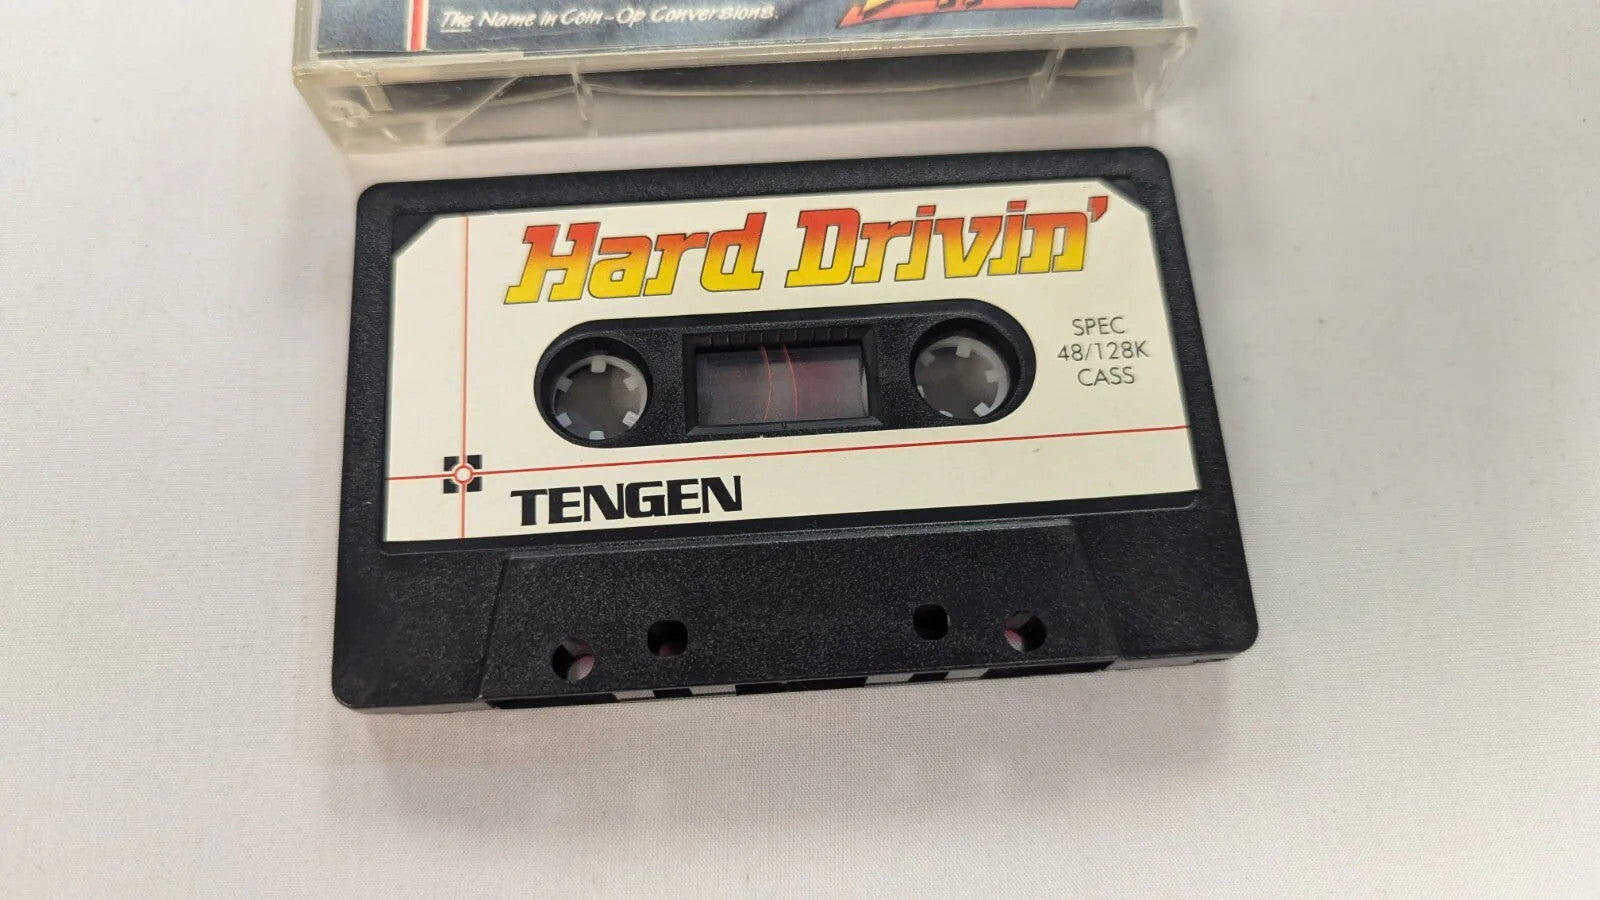 The Name in Coin-Op Conversions.
Hard Drivin'
SPEC
48/128K
CASS
TENGEN